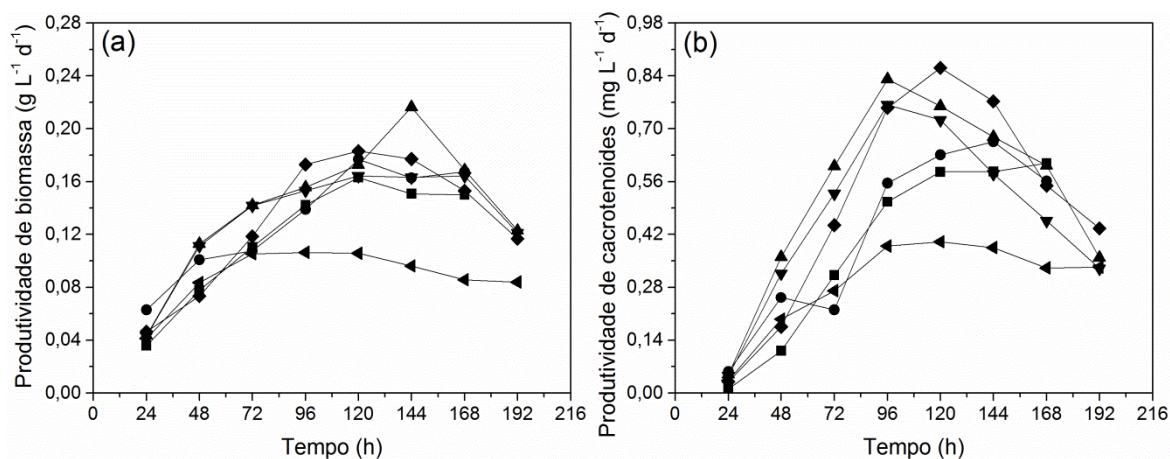 (a)
Produtividade de biomassa (g L⁻¹ d⁻¹)
0,28
0,24
0,20
0,16
0,12
0,08
0,04
0,00
0 24 48 72 96 120 144 168 192 216
Tempo (h)
(b)
Produtividade de cacrotenoides (mg L⁻¹ d⁻¹)
0,98
0,84
0,70
0,56
0,42
0,28
0,14
0,00
0 24 48 72 96 120 144 168 192 216
Tempo (h)